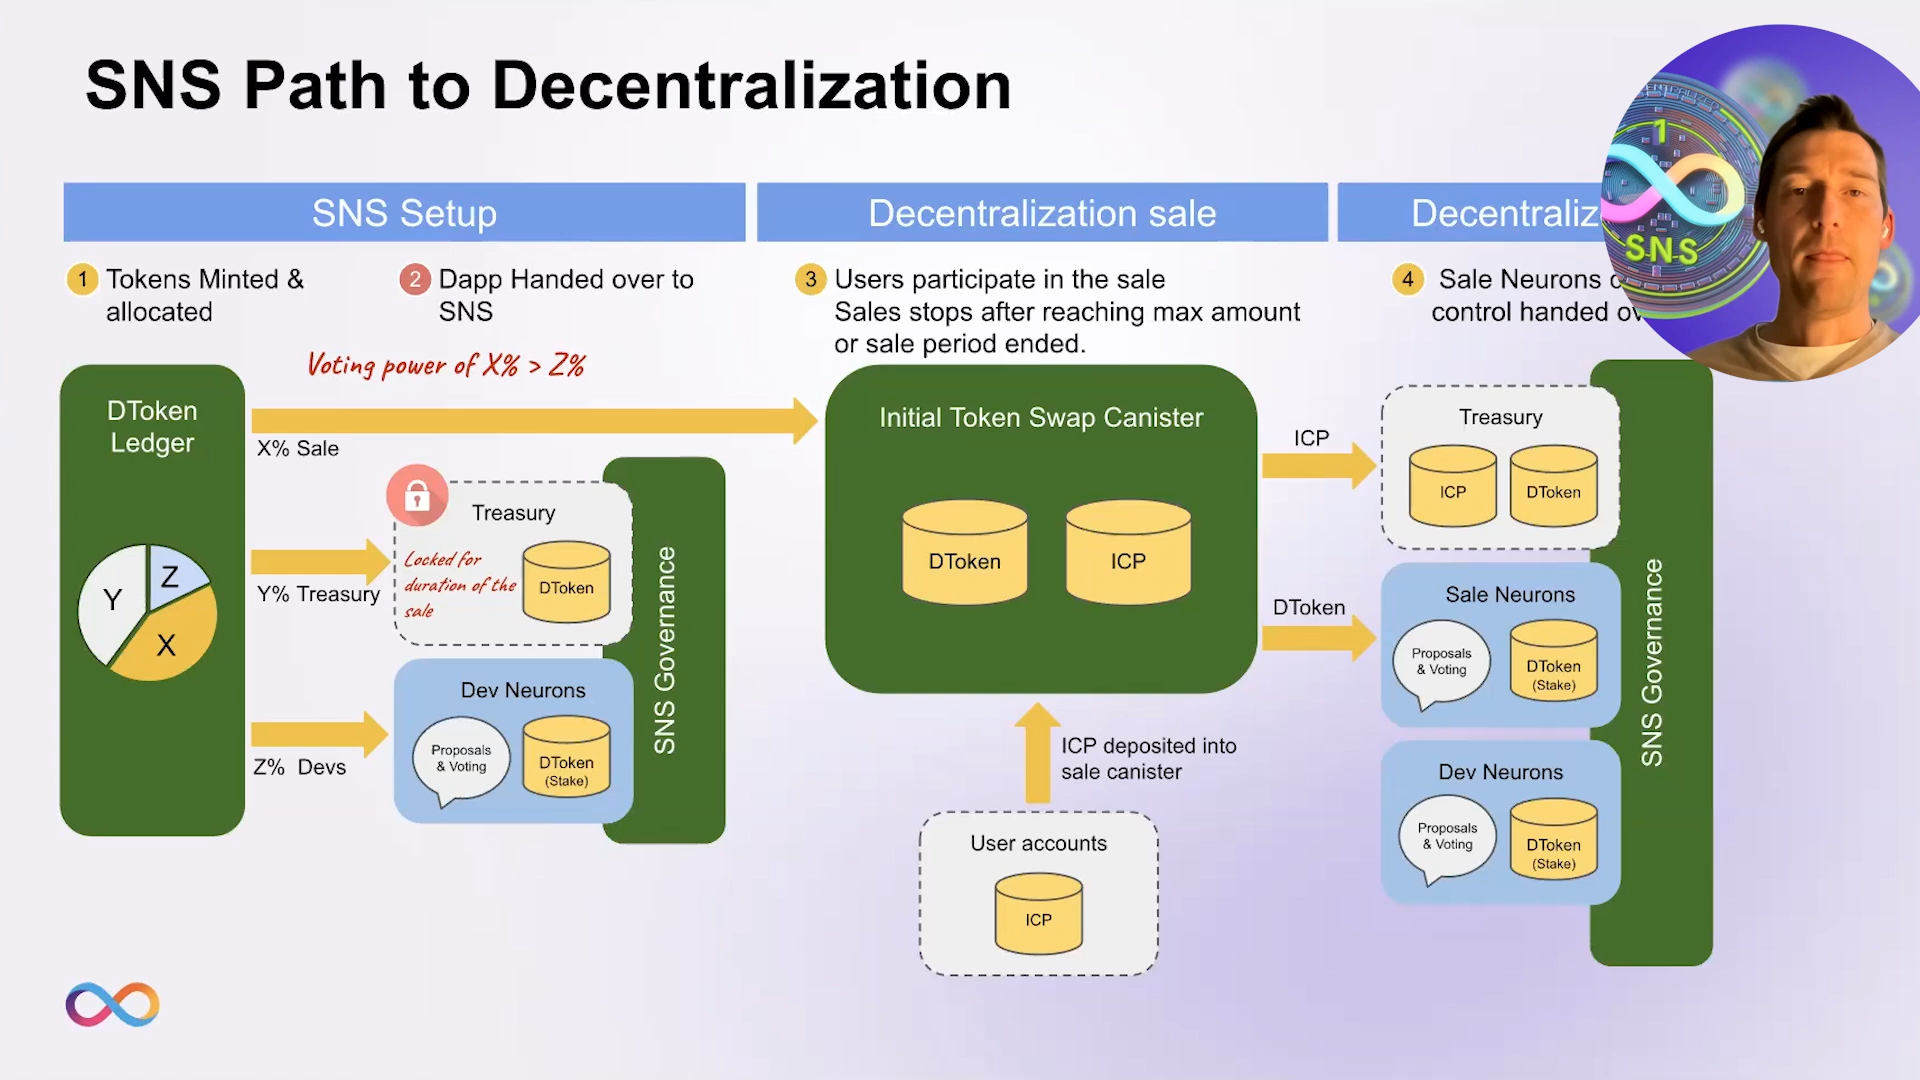 SNS Path to Decentralization
SNS Setup
Decentralization sale
Decentraliz
1
Tokens Minted &
allocated
2
Dapp Handed over to
SNS
3
Users participate in the sale
Sales stops after reaching max amount
or sale period ended.
4
Sale Neurons
control handed
1
SNS
Voting power of X% > Z%
DToken
Ledger
Y
Z
X
X% Sale
Y% Treasury
Z% Devs
Treasury
Locked for
duration of the
sale
DToken
Dev Neurons
Proposals
& Voting
DToken
(Stake)
SNS Governance
Initial Token Swap Canister
DToken
ICP
ICP deposited into
sale canister
User accounts
ICP
ICP
DToken
Treasury
ICP
DToken
Sale Neurons
Proposals
& Voting
DToken
(Stake)
Dev Neurons
Proposals
& Voting
DToken
(Stake)
SNS Governance